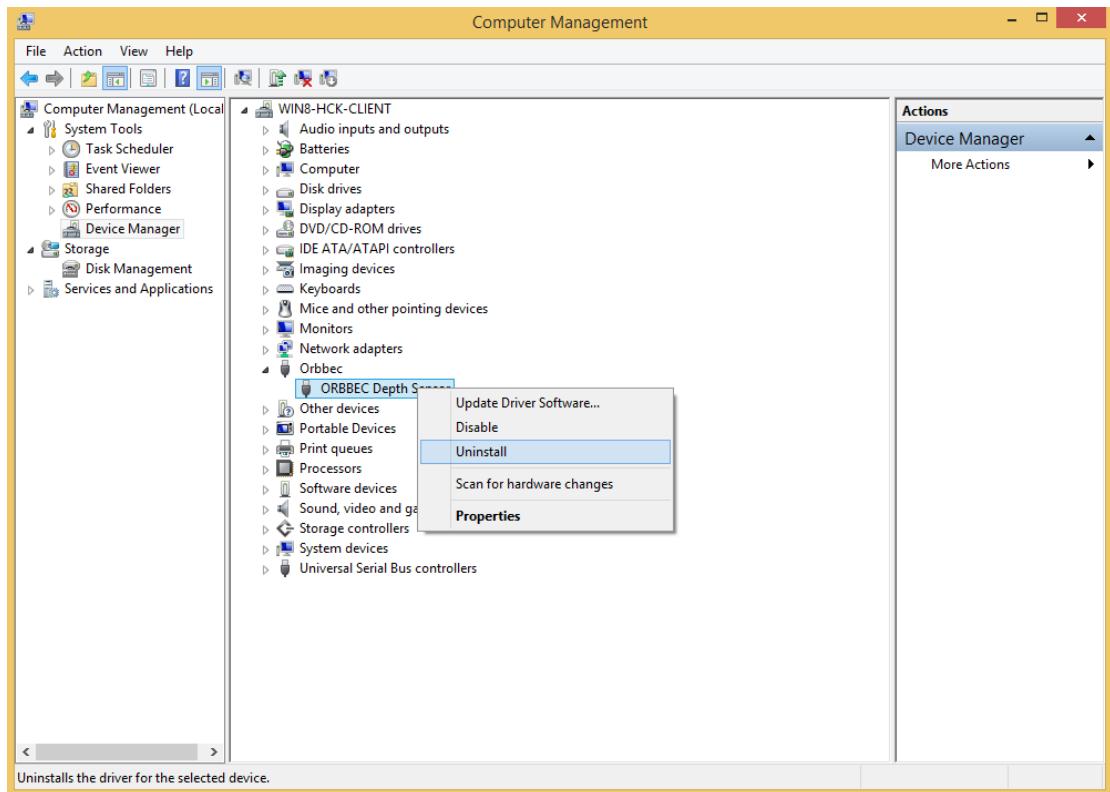 Computer Management
File Action View Help
Computer Management (Local
System Tools
Task Scheduler
Event Viewer
Shared Folders
Performance
Device Manager
Storage
Disk Management
Services and Applications
WIN8-HCK-CLIENT
Audio inputs and outputs
Batteries
Computer
Disk drives
Display adapters
DVD/CD-ROM drives
IDE ATA/ATAPI controllers
Imaging devices
Keyboards
Mice and other pointing devices
Monitors
Network adapters
Orbbec
ORBBEC Depth Sensor
Other devices
Portable Devices
Print queues
Processors
Software devices
Sound, video and ga
Storage controllers
System devices
Universal Serial Bus controllers
Update Driver Software...
Disable
Uninstall
Scan for hardware changes
Properties
Actions
Device Manager
More Actions
Uninstalls the driver for the selected device.